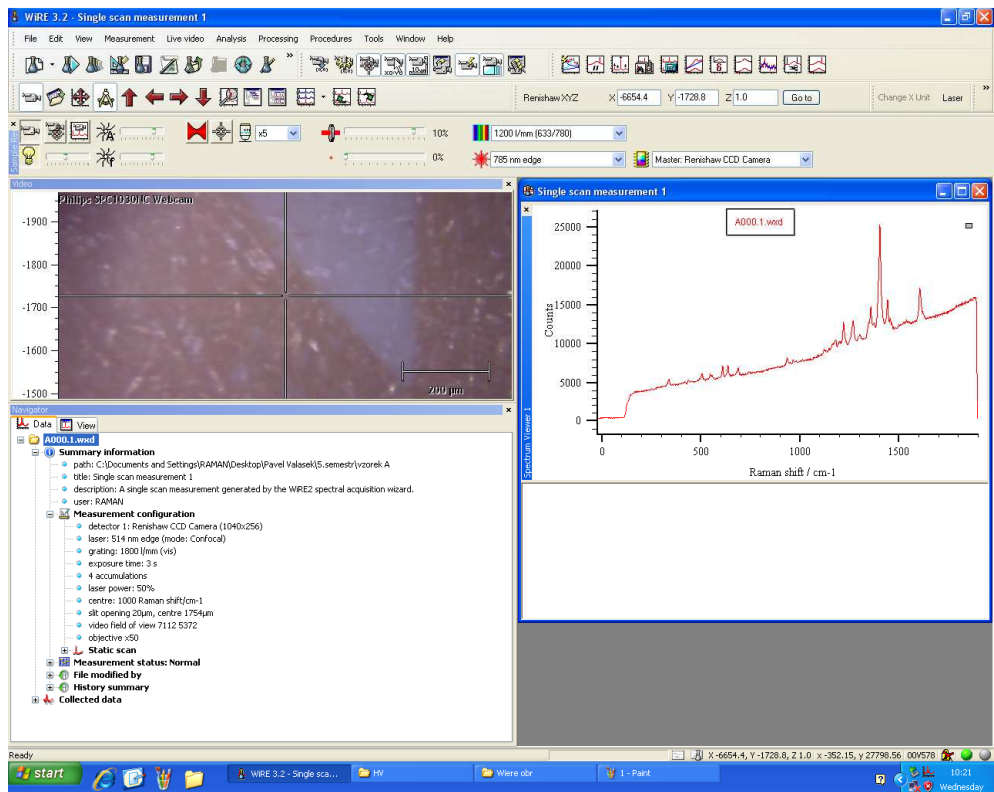 WiRE 3.2 - Single scan measurement 1
File Edit View Measurement Live video Analysis Processing Procedures Tools Window Help
Renishaw XYZ X -6654.4 Y -1728.8 Z 1.0 Go to Change X Unit Laser
x5 10% 1200 l/mm (633/780)
0% 785 nm edge Master: Renishaw CCD Camera
Video
Philips SPC1030NC Webcam
-1900
-1800
-1700
-1600
-1500
200 µm
Single scan measurement 1
A000.1.wxd
25000
20000
15000
10000
5000
0
Counts
0 500 1000 1500
Raman shift / cm-1
Spectrum Viewer 1
Navigator
Data View
A000.1.wxd
Summary information
path: C:\Documents and Settings\RAMAN\Desktop\Pavel Valasek\5.semestr\vzorek A
title: Single scan measurement 1
description: A single scan measurement generated by the WiRE2 spectral acquisition wizard.
user: RAMAN
Measurement configuration
detector 1: Renishaw CCD Camera (1040x256)
laser: 514 nm edge (mode: Confocal)
grating: 1800 l/mm (vis)
exposure time: 3 s
4 accumulations
laser power: 50%
centre: 1000 Raman shift/cm-1
slit opening 20µm, centre 1754µm
video field of view 7112 5372
objective x50
Static scan
Measurement status: Normal
File modified by
History summary
Collected data
Ready X -6654.4, Y -1728.8, Z 1.0 x -352.15, y 27798.56 00V578
start WiRE 3.2 - Single sca... HV Wiere obr 1 - Paint 10:21
Wednesday